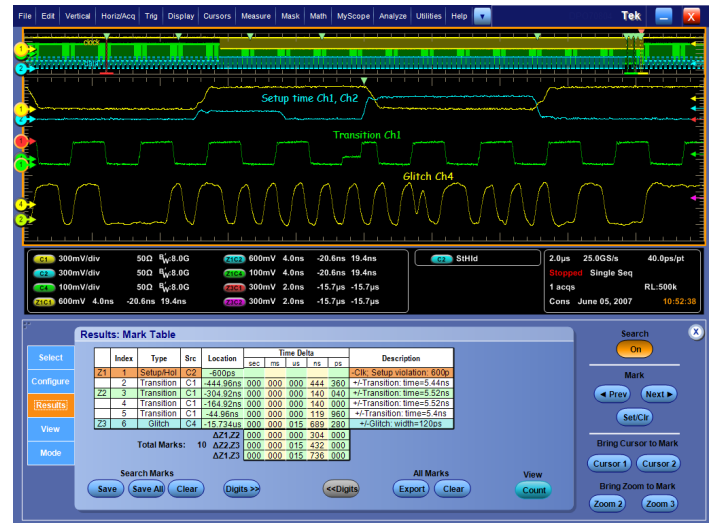 File Edit Vertical Horiz/Acq Trig Display Cursors Measure Mask Math MyScope Analyze Utilities Help Tek X
clock
Setup time Ch1, Ch2
Transition Ch1
Glitch Ch4
C1 300mV/div 50Ω BW:8.0G Z1C2 600mV 4.0ns -20.6ns 19.4ns C2 StHld 2.0µs 25.0GS/s 40.0ps/pt
C2 300mV/div 50Ω BW:8.0G Z1C4 100mV 4.0ns -20.6ns 19.4ns Stopped Single Seq
C4 100mV/div 50Ω BW:8.0G 300mV 2.0ns -15.7µs -15.7µs 1 acqs RL:500k
Z1C1 600mV 4.0ns -20.6ns 19.4ns 300mV 2.0ns -15.7µs -15.7µs Cons June 05, 2007 10:52:38
Results: Mark Table
Select
Configure
Results
View
Mode
Time Delta
Index Type Src Location sec ms us ns ps Description
Z1 1 Setup/Hol C2 -600ps -Clk; Setup violation: 600p
2 Transition C1 -444.96ns 000 000 000 444 360 +/-Transition: time=5.44ns
Z2 3 Transition C1 -304.92ns 000 000 000 140 040 +/-Transition: time=5.52ns
4 Transition C1 -164.92ns 000 000 000 140 000 +/-Transition: time=5.52ns
5 Transition C1 -44.96ns 000 000 000 119 960 +/-Transition: time=5.4ns
Z3 6 Glitch C4 -15.734us 000 000 015 689 280 +/-Glitch: width=120ps
ΔZ1.Z2 000 000 000 304 000
Total Marks: 10 ΔZ2.Z3 000 000 015 432 000
ΔZ1.Z3 000 000 015 736 000
Search Marks All Marks View
Save Save All Clear Digits >> <<Digits Export Clear Count
Search
On
Mark
Prev Next
Set/Clr
Bring Cursor to Mark
Cursor 1 Cursor 2
Bring Zoom to Mark
Zoom 2 Zoom 3
X